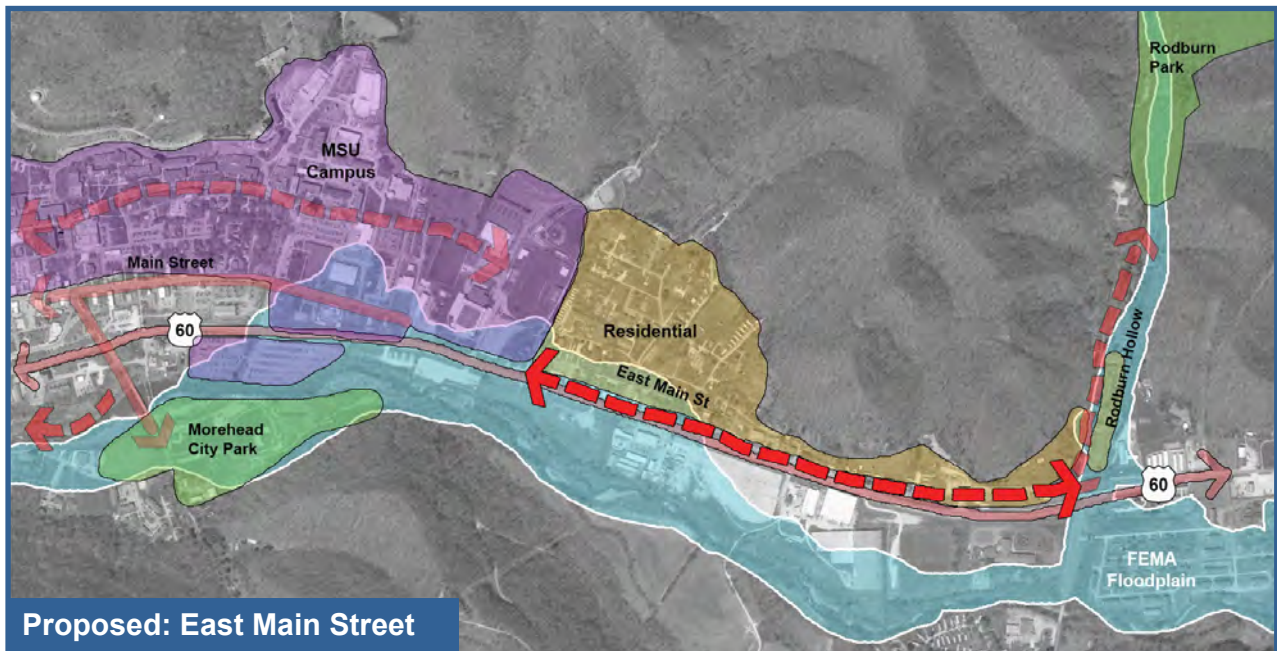 Rodburn
Park
MSU
Campus
Main Street
60
Residential
East Main St
Rodburn Hollow
Morehead
City Park
60
FEMA
Floodplain
Proposed: East Main Street